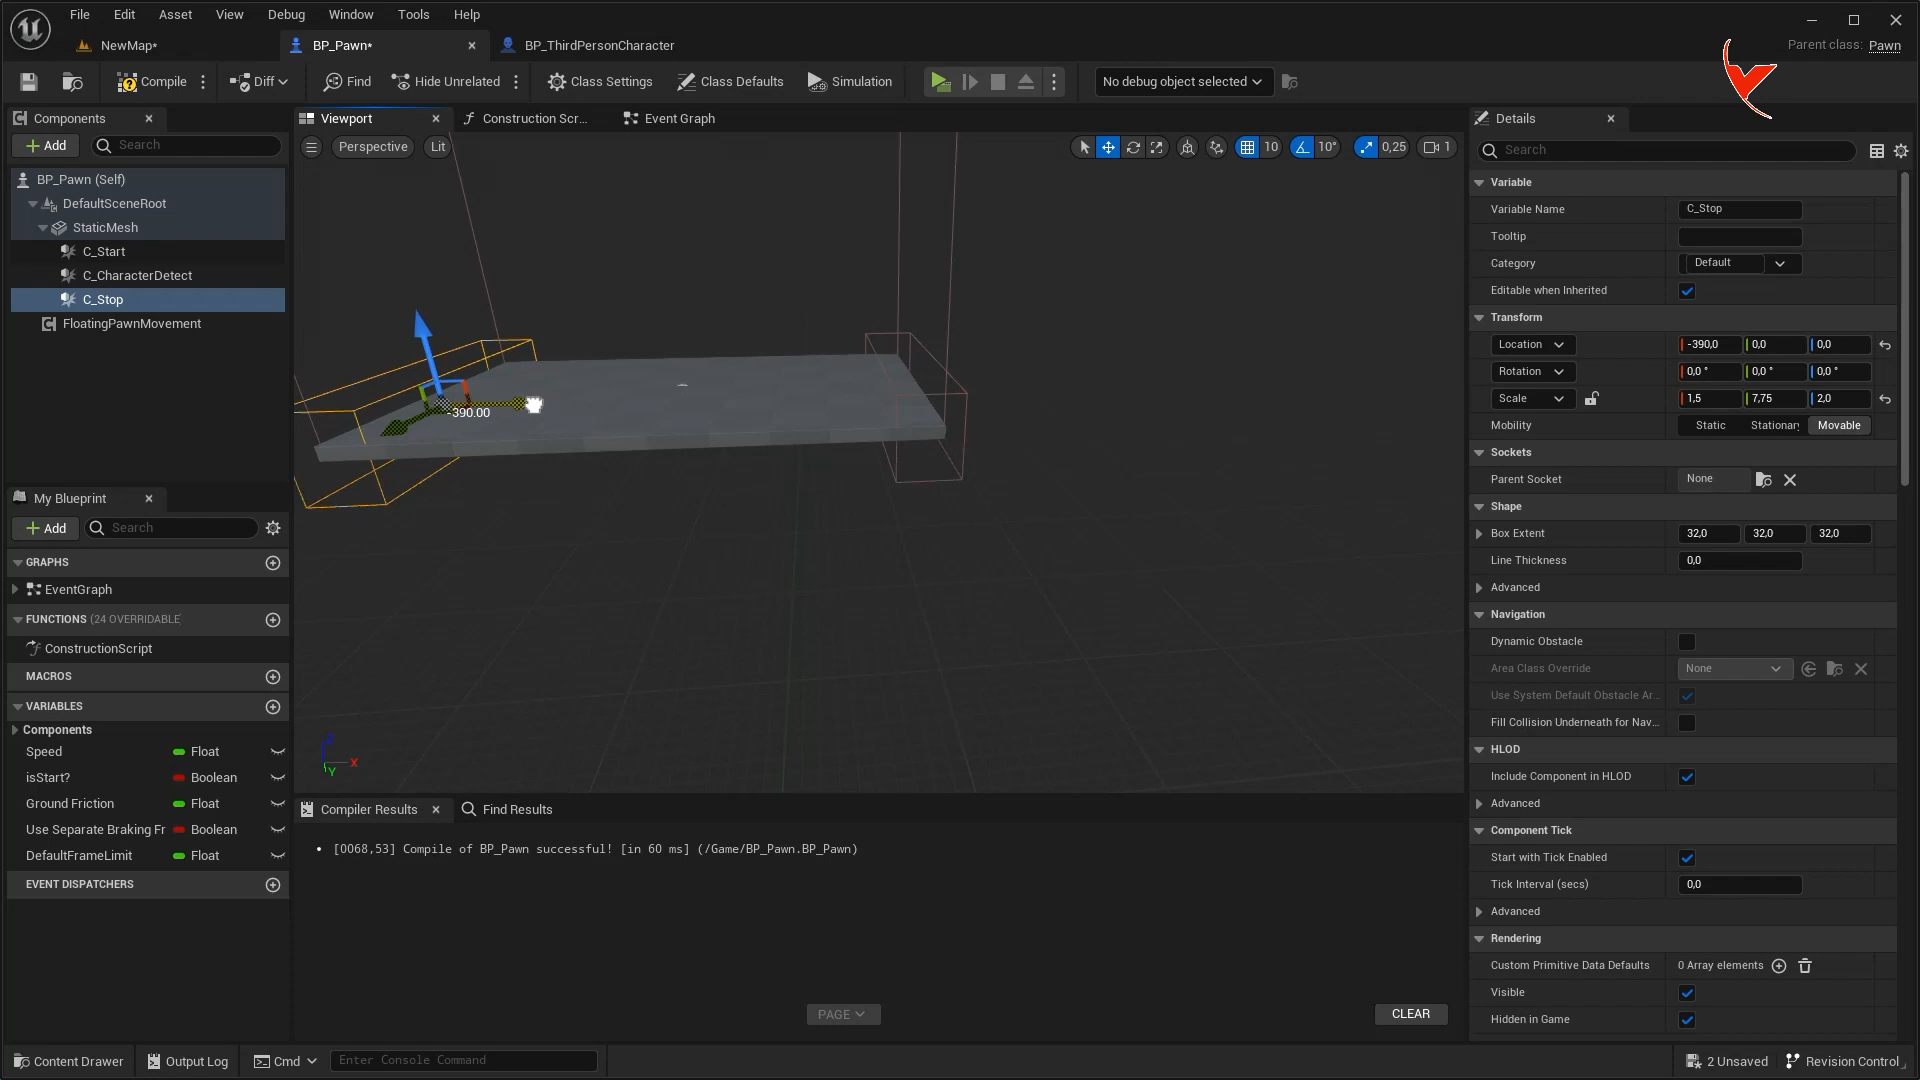 File Edit Asset View Debug Window Tools Help
NewMap* BP_Pawn* BP_ThirdPersonCharacter Parent class: Pawn
Compile Diff Find Hide Unrelated Class Settings Class Defaults Simulation No debug object selected
Components
Add Search
BP_Pawn (Self)
DefaultSceneRoot
StaticMesh
C_Start
C_CharacterDetect
C_Stop
FloatingPawnMovement
My Blueprint
Add Search
GRAPHS
EventGraph
FUNCTIONS (24 OVERRIDABLE
ConstructionScript
MACROS
VARIABLES
Components
Speed Float
isStart? Boolean
Ground Friction Float
Use Separate Braking Fr Boolean
DefaultFrameLimit Float
EVENT DISPATCHERS
Viewport Construction Scr... Event Graph
Perspective Lit 10 10° 0,25 1
-390.00
Z
X
Y
Compiler Results Find Results
[0068,53] Compile of BP_Pawn successful! [in 60 ms] (/Game/BP_Pawn.BP_Pawn)
PAGE CLEAR
Details
Search
Variable
Variable Name C_Stop
Tooltip
Category Default
Editable when Inherited
Transform
Location -390,0 0,0 0,0
Rotation 0,0 ° 0,0 ° 0,0 °
Scale 1,5 7,75 2,0
Mobility Static Stationary Movable
Sockets
Parent Socket None
Shape
Box Extent 32,0 32,0 32,0
Line Thickness 0,0
Advanced
Navigation
Dynamic Obstacle
Area Class Override None
Use System Default Obstacle Ar...
Fill Collision Underneath for Nav...
HLOD
Include Component in HLOD
Advanced
Component Tick
Start with Tick Enabled
Tick Interval (secs) 0,0
Advanced
Rendering
Custom Primitive Data Defaults 0 Array elements
Visible
Hidden in Game
Content Drawer Output Log Cmd Enter Console Command 2 Unsaved Revision Control